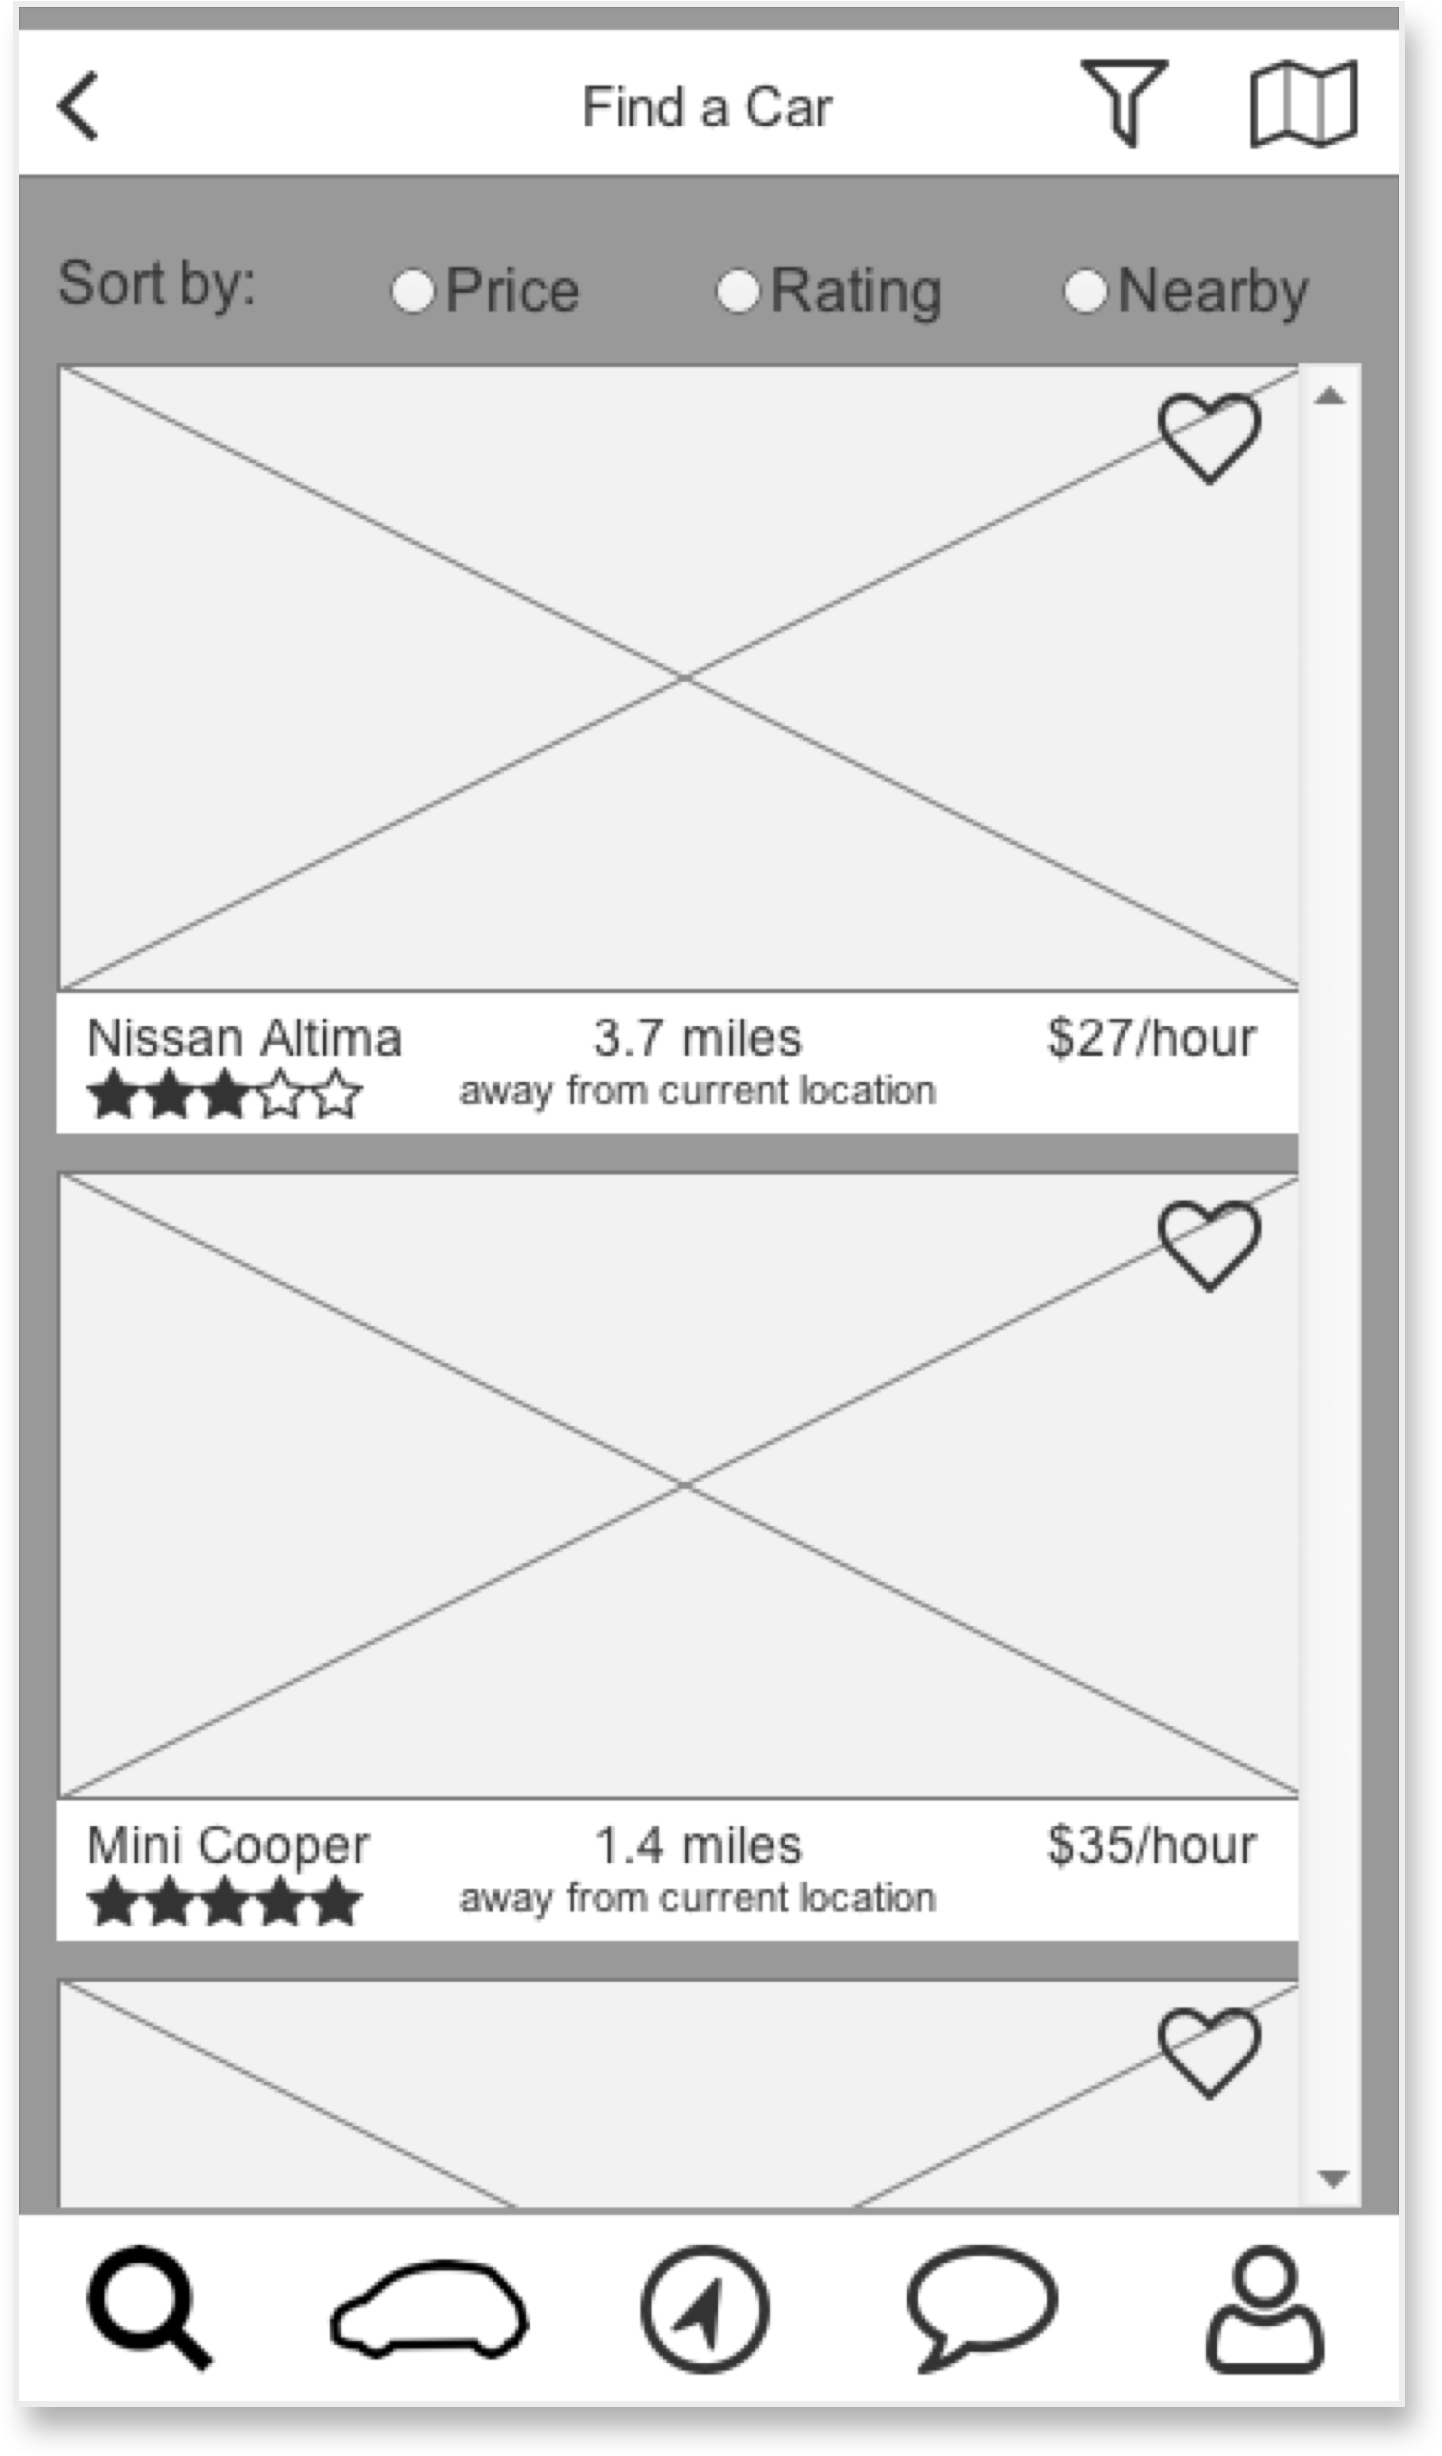 Find a Car
Sort by: Price Rating Nearby
Nissan Altima 3.7 miles $27/hour
away from current location
Mini Cooper 1.4 miles $35/hour
away from current location